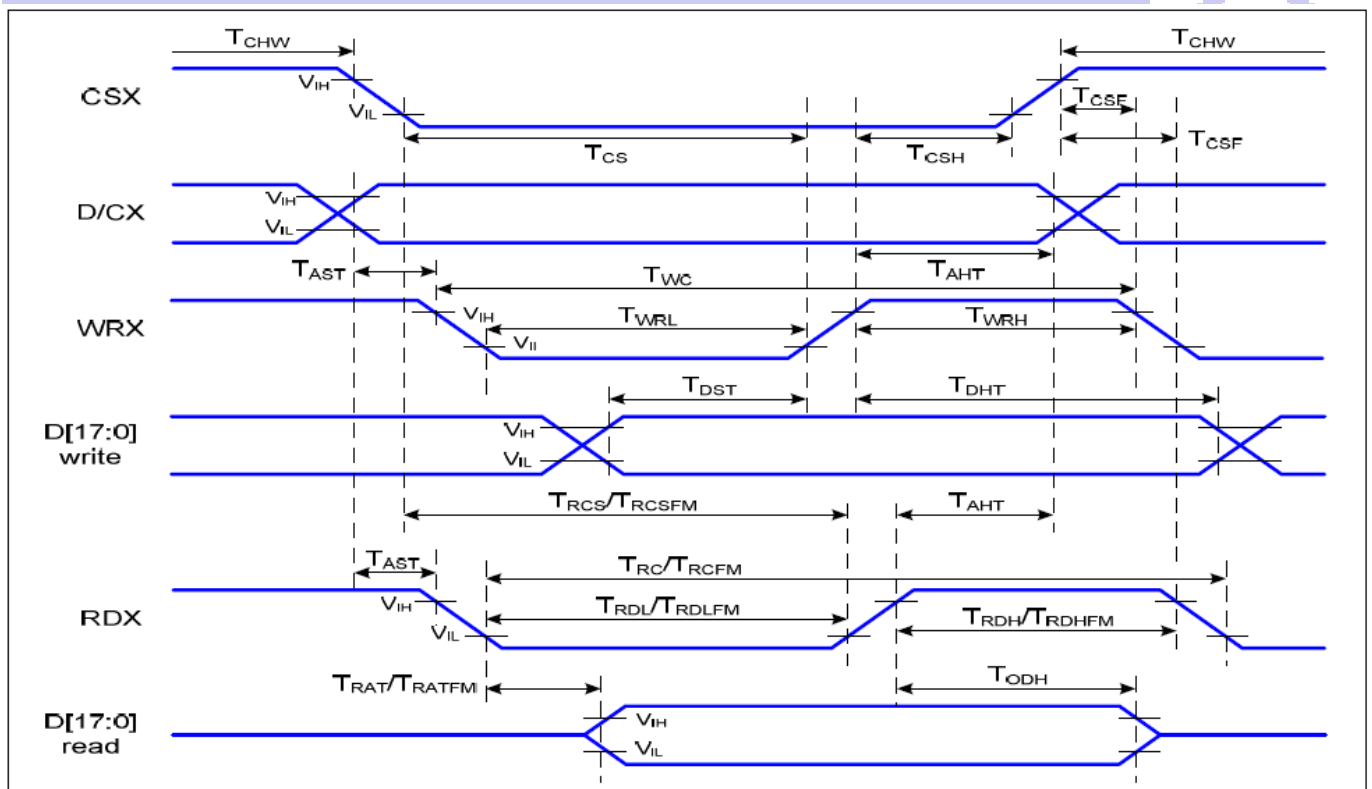 TCHW TCHW
VIH
CSX TCSF
VIL
TCS TCSH TCSF
VIH
D/CX
VIL
TAST TWC TAHT
VIH TWRL TWRH
WRX
VIl
TDST TDHT
D[17:0] VIH
write VIL
TRCS/TRCSFM TAHT
TAST TRC/TRCFM
VIH TRDL/TRDLFM TRDH/TRDHFM
RDX
VIL
TRAT/TRATFM TODH
D[17:0] VIH
read VIL